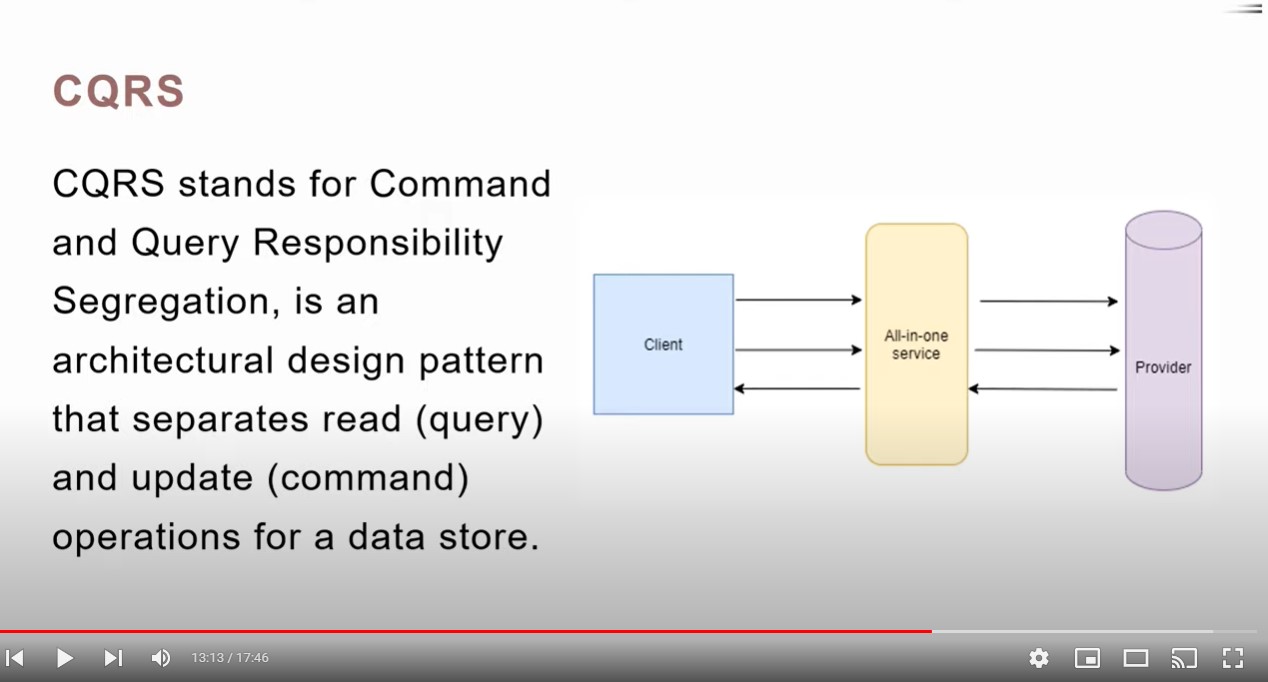 CQRS
CQRS stands for Command
and Query Responsibility
Segregation, is an
architectural design pattern
that separates read (query)
and update (command)
operations for a data store.
Client
All-in-one
service
Provider
13:13 / 17:46